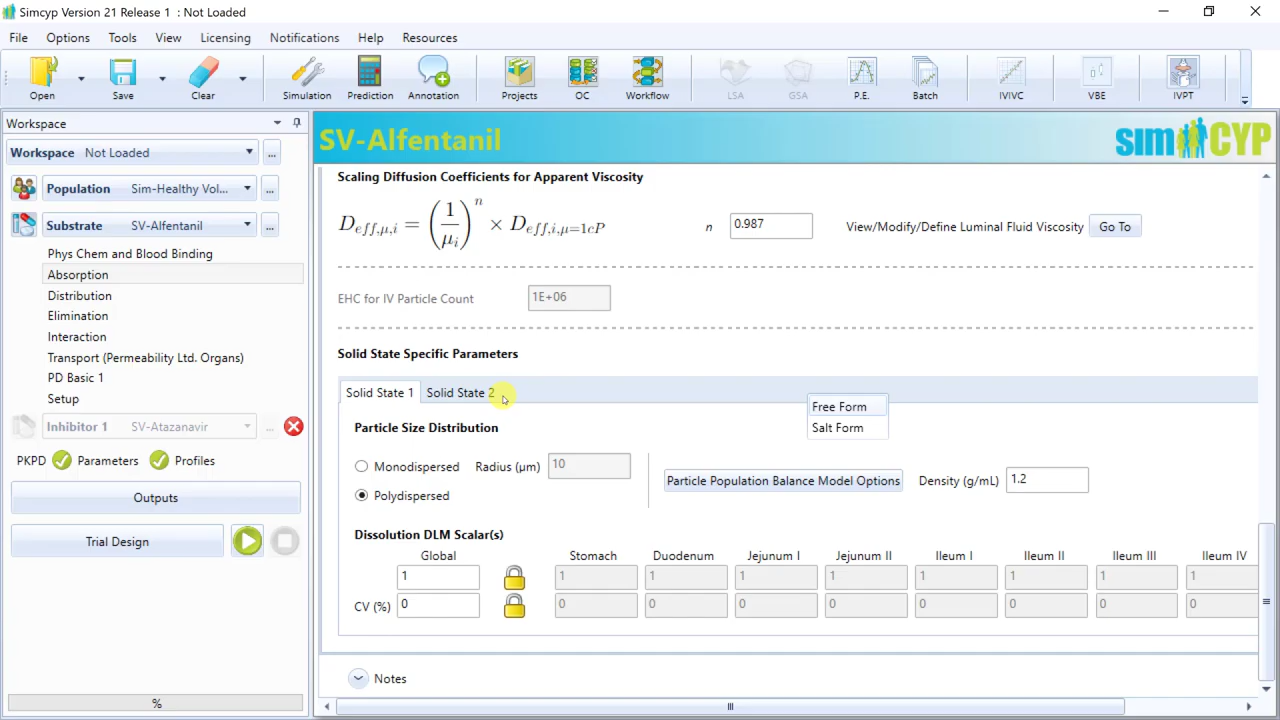 Simcyp Version 21 Release 1 : Not Loaded
File Options Tools View Licensing Notifications Help Resources
Open Save Clear Simulation Prediction Annotation Projects OC Workflow LSA GSA P.E. Batch IVIVC VBE IVPT
Workspace
Workspace Not Loaded ...
Population Sim-Healthy Vol... ...
Substrate SV-Alfentanil ...
Phys Chem and Blood Binding
Absorption
Distribution
Elimination
Interaction
Transport (Permeability Ltd. Organs)
PD Basic 1
Setup
Inhibitor 1 SV-Atazanavir ...
PKPD Parameters Profiles
Outputs
Trial Design
%
SV-Alfentanil
simCYP
Scaling Diffusion Coefficients for Apparent Viscosity
D_{eff,μ,i} = (1/μ_i)^n × D_{eff,i,μ=1cP} n 0.987 View/Modify/Define Luminal Fluid Viscosity Go To
EHC for IV Particle Count 1E+06
Solid State Specific Parameters
Solid State 1 Solid State 2
Free Form
Salt Form
Particle Size Distribution
Monodispersed Radius (µm) 10
Polydispersed
Particle Population Balance Model Options Density (g/mL) 1.2
Dissolution DLM Scalar(s)
Global Stomach Duodenum Jejunum I Jejunum II Ileum I Ileum II Ileum III Ileum IV
1 1 1 1 1 1 1 1 1
CV (%) 0 0 0 0 0 0 0 0 0
Notes